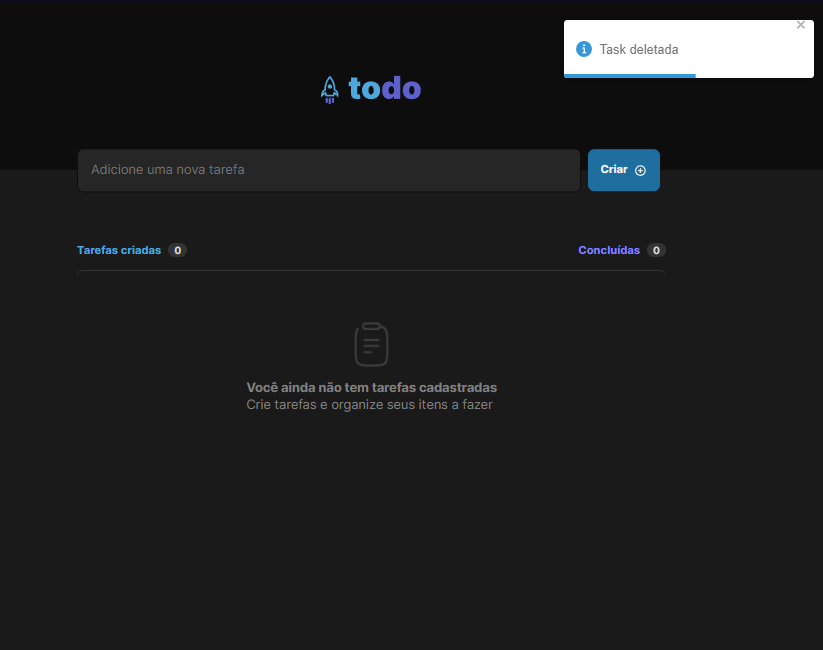 Task deletada
todo
Adicione uma nova tarefa
Criar
Tarefas criadas 0
Concluídas 0
Você ainda não tem tarefas cadastradas
Crie tarefas e organize seus itens a fazer